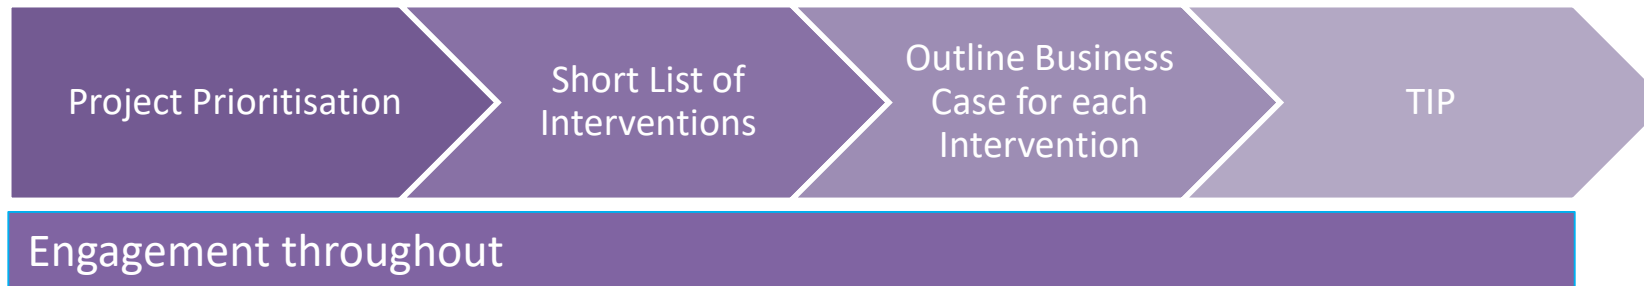 Project Prioritisation
Short List of
Interventions
Outline Business
Case for each
Intervention
TIP
Engagement throughout